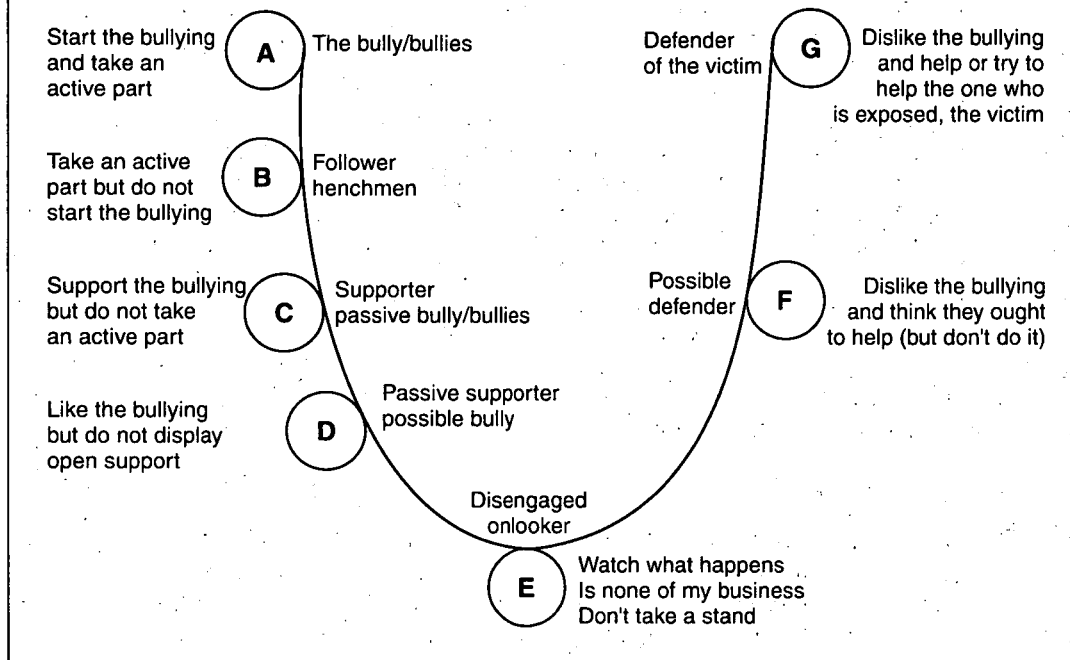 Start the bullying
and take an
active part
A
The bully/bullies
Defender
of the victim
G
Dislike the bullying
and help or try to
help the one who
is exposed, the victim
Take an active
part but do not
start the bullying
B
Follower
henchmen
Support the bullying
but do not take
an active part
C
Supporter
passive bully/bullies
Possible
defender
F
Dislike the bullying
and think they ought
to help (but don't do it)
Like the bullying
but do not display
open support
D
Passive supporter
possible bully
Disengaged
onlooker
E
Watch what happens
Is none of my business
Don't take a stand